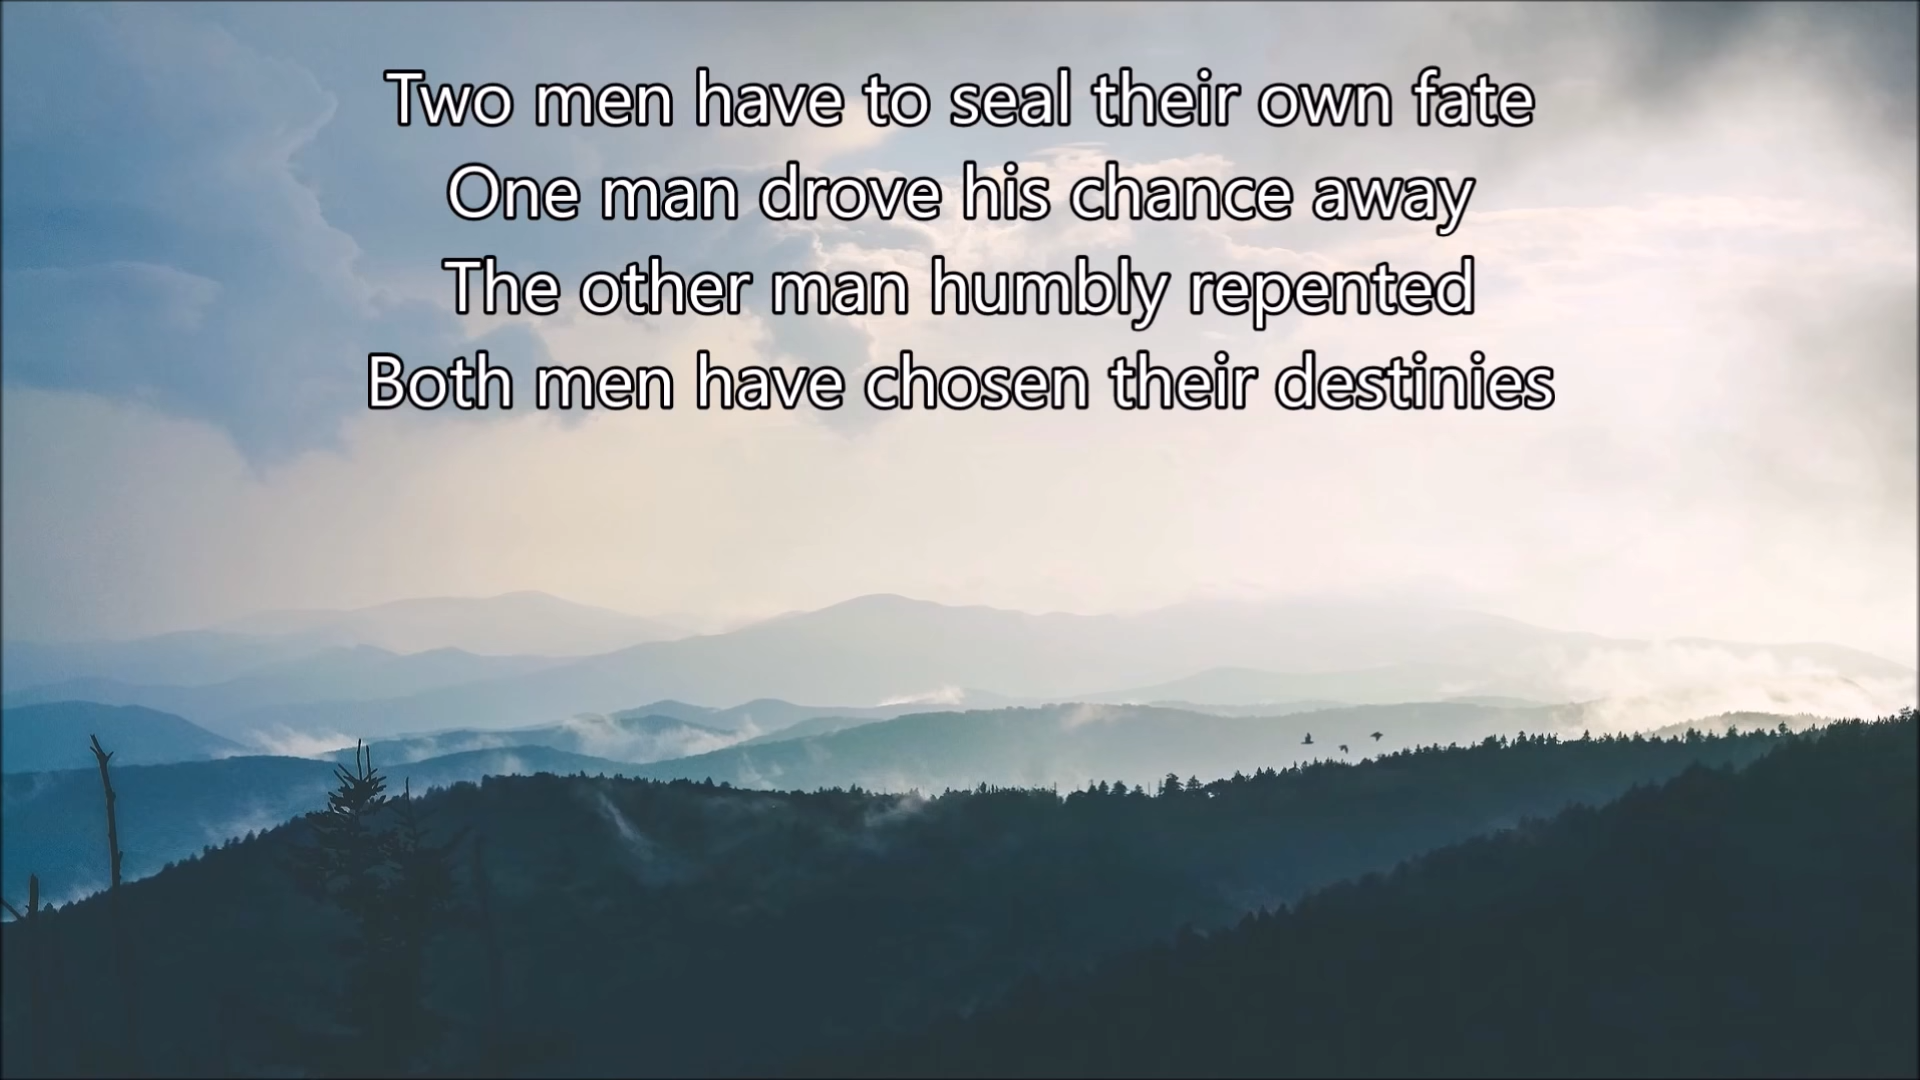 Two men have to seal their own fate
One man drove his chance away
The other man humbly repented
Both men have chosen their destinies